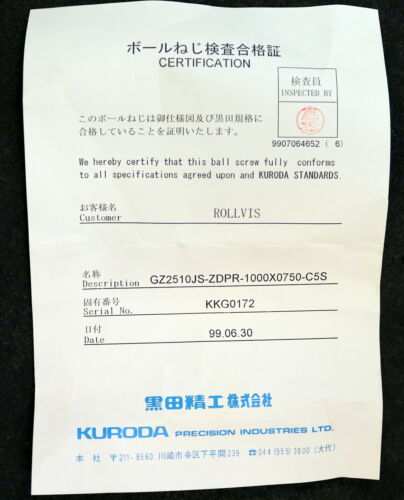 ボールねじ検査合格証
CERTIFICATION
検査員
INSPECTED BY
9907064652 ( 6)
このボールねじは御仕様図及び黒田規格に
合格していることを証明いたします。
We hereby certify that this ball screw fully conforms
to all specifications agreed upon and KURODA STANDARDS.
お客様名
Customer ROLLVIS
名称
Description GZ2510JS-ZDPR-1000X0750-C5S
固有番号
Serial No. KKG0172
日付
Date 99.06.30
黒田精工株式会社
KURODA PRECISION INDUSTRIES LTD.
本 社 〒211-8560 川崎市幸区下平間239 ☎044(555)3800(大代)